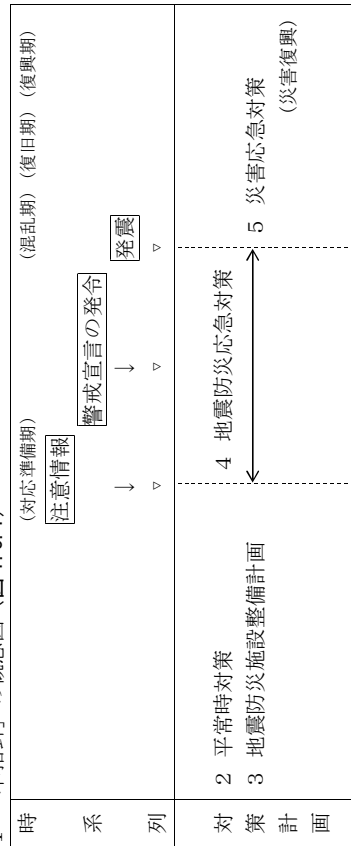 時系列
(対応準備期)
(混乱期) (復旧期) (復興期)
注意情報
警戒宣言の発令
発震
↓
↓
▽
▽
▽
対策計画
2 平常時対策
3 地震防災施設整備計画
4 地震防災応急対策
5 災害応急対策
(災害復興)